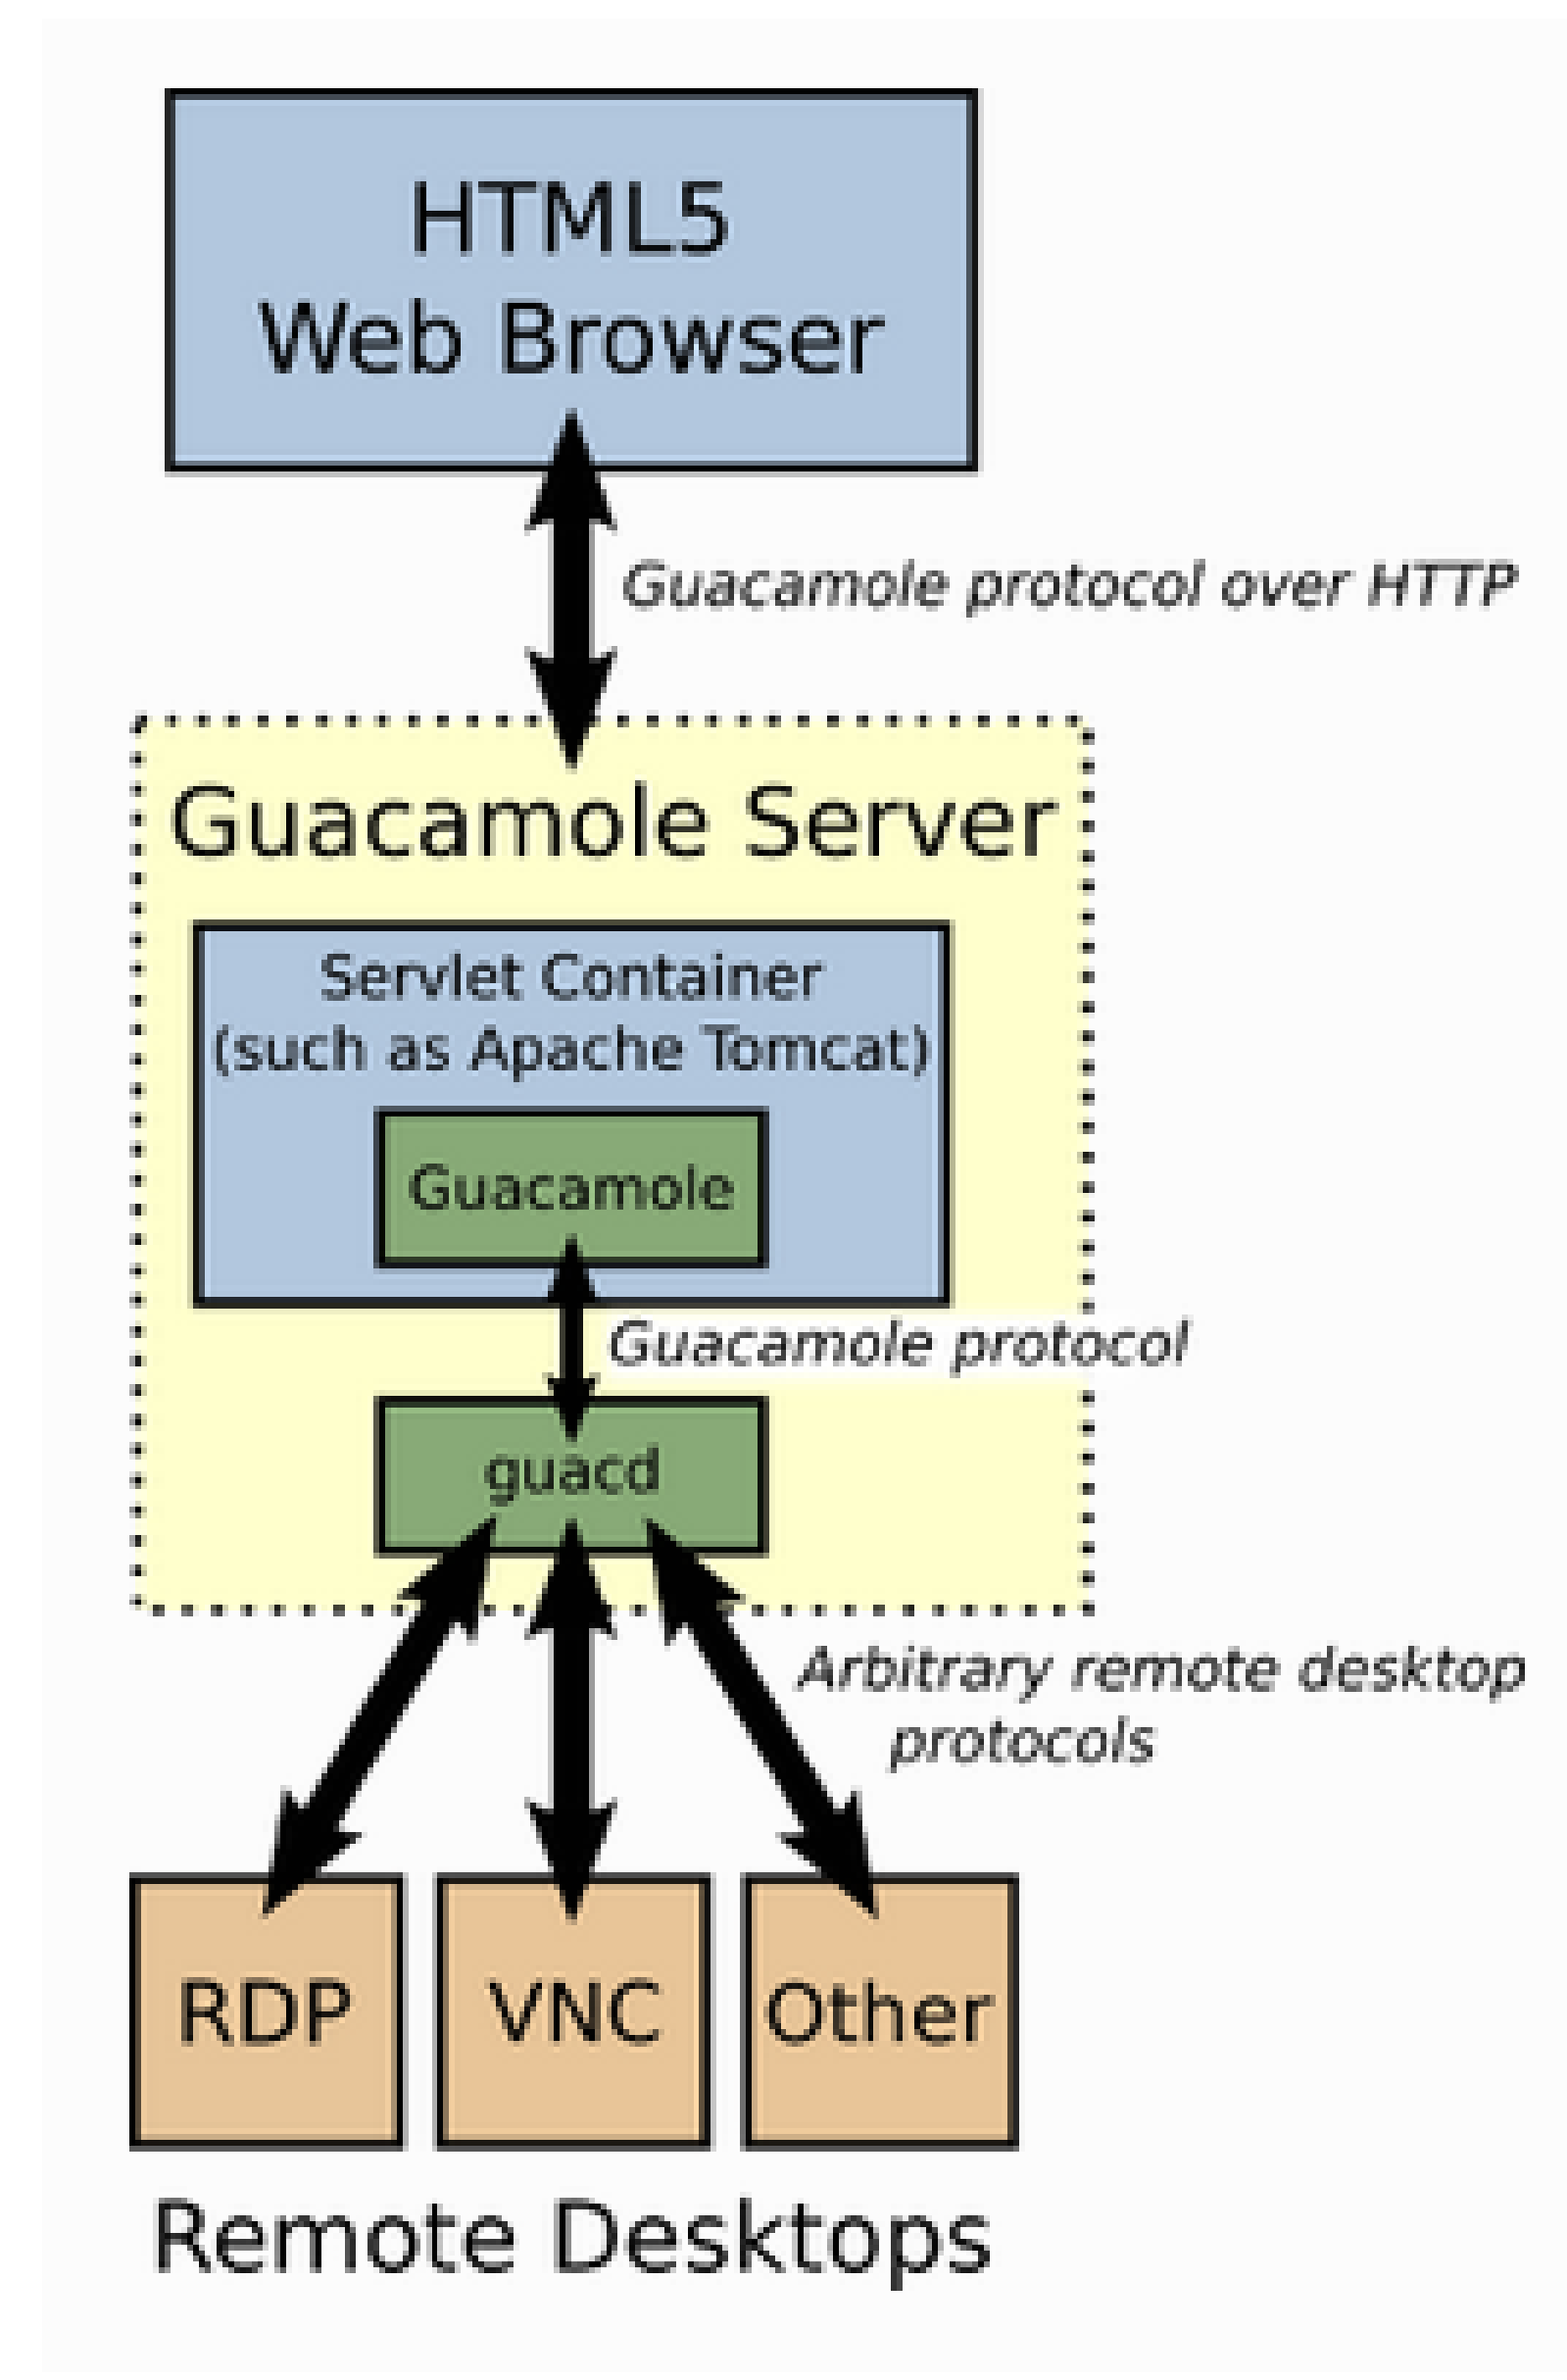 HTML5
Web Browser
Guacamole protocol over HTTP
Guacamole Server
Servlet Container
(such as Apache Tomcat)
Guacamole
Guacamole protocol
guacd
Arbitrary remote desktop
protocols
RDP
VNC
Other
Remote Desktops